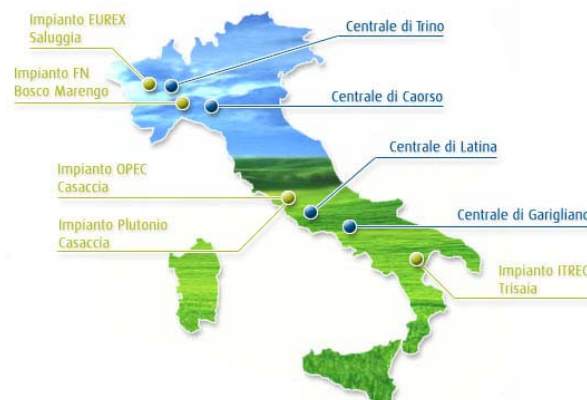 Impianto EUREX
Saluggia
Centrale di Trino
Impianto FN
Bosco Marengo
Centrale di Caorso
Centrale di Latina
Impianto OPEC
Casaccia
Centrale di Garigliano
Impianto Plutonio
Casaccia
Impianto ITREC
Trisaia